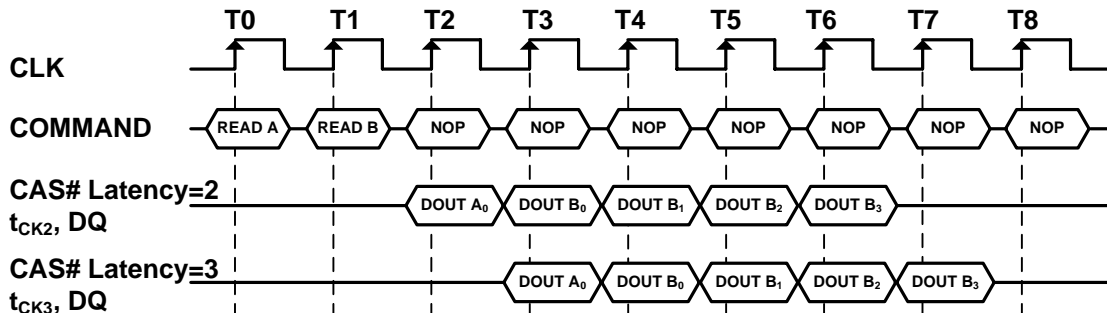 T0 T1 T2 T3 T4 T5 T6 T7 T8
CLK
COMMAND READ A READ B NOP NOP NOP NOP NOP NOP NOP
CAS# Latency=2
tCK2, DQ DOUT A0 DOUT B0 DOUT B1 DOUT B2 DOUT B3
CAS# Latency=3
tCK3, DQ DOUT A0 DOUT B0 DOUT B1 DOUT B2 DOUT B3